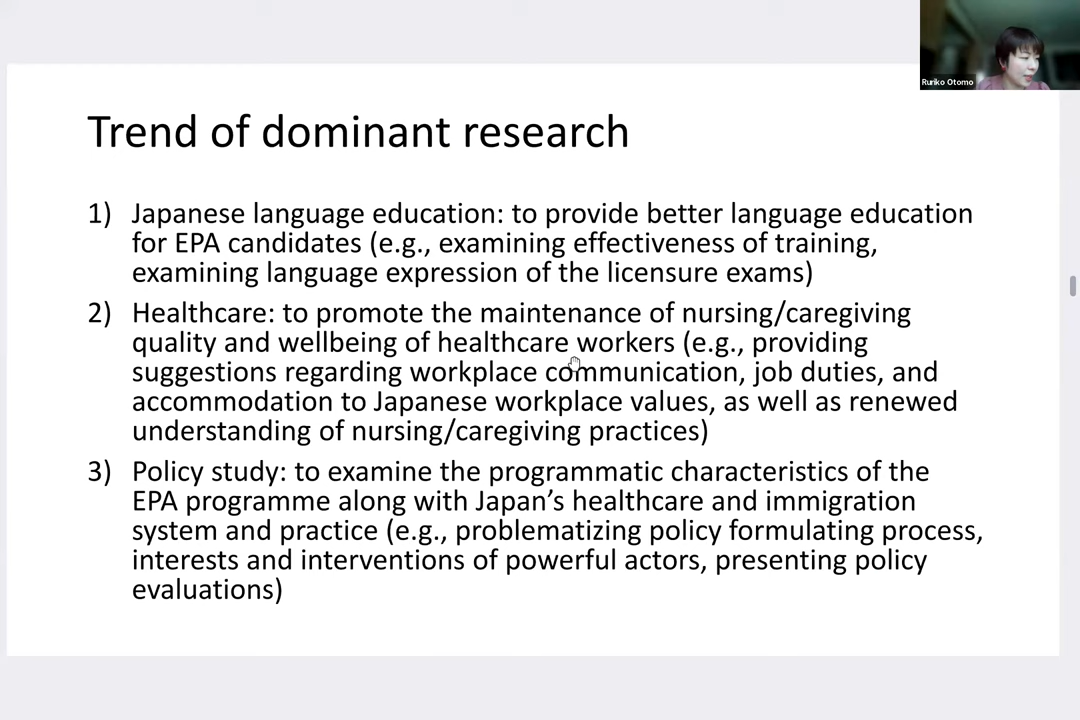 Ruriko Otomo
Trend of dominant research
1) Japanese language education: to provide better language education
for EPA candidates (e.g., examining effectiveness of training,
examining language expression of the licensure exams)
2) Healthcare: to promote the maintenance of nursing/caregiving
quality and wellbeing of healthcare workers (e.g., providing
suggestions regarding workplace communication, job duties, and
accommodation to Japanese workplace values, as well as renewed
understanding of nursing/caregiving practices)
3) Policy study: to examine the programmatic characteristics of the
EPA programme along with Japan’s healthcare and immigration
system and practice (e.g., problematizing policy formulating process,
interests and interventions of powerful actors, presenting policy
evaluations)